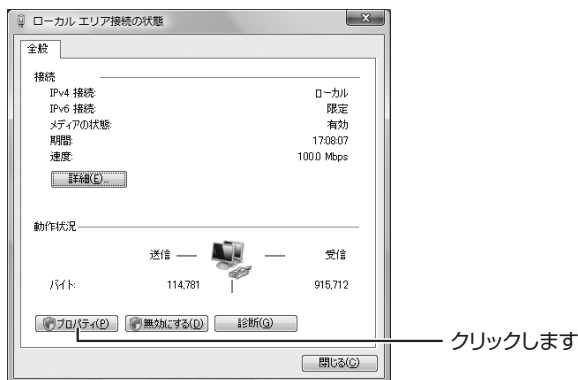 ローカル エリア接続の状態
全般
接続
IPv4 接続: ローカル
IPv6 接続: 限定
メディアの状態: 有効
期間: 17:08:07
速度: 100.0 Mbps
詳細(E)...
動作状況
送信 — — 受信
バイト: 114,781 915,712
プロパティ(P) 無効にする(D) 診断(G)
クリックします
閉じる(C)